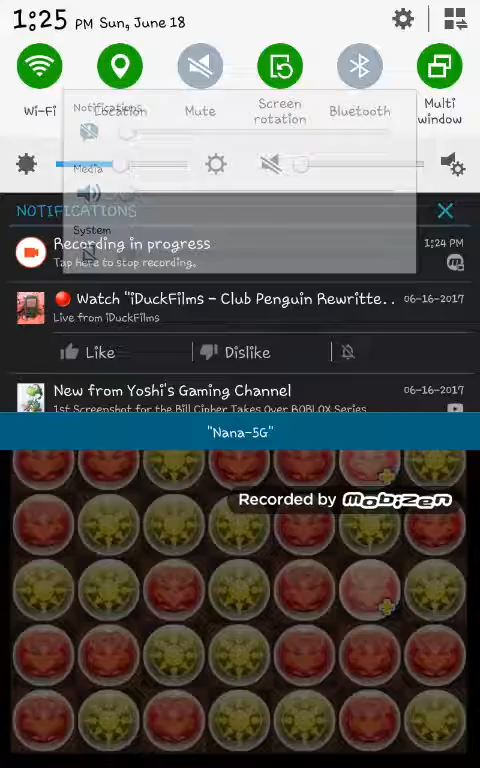 1:25 PM Sun, June 18
Wi-Fi
Location
Mute
Screen rotation
Bluetooth
Multi window
Notifications
Media
System
NOTIFICATIONS
Recording in progress 1:24 PM
Tap here to stop recording.
Watch "iDuckFilms - Club Penguin Rewritte.. 06-16-2017
Live from iDuckFilms
Like Dislike
New from Yoshi's Gaming Channel 06-16-2017
1st Screenshot for the Bill Cipher Takes Over ROBLOX Series
"Nana-5G"
Recorded by mobizen